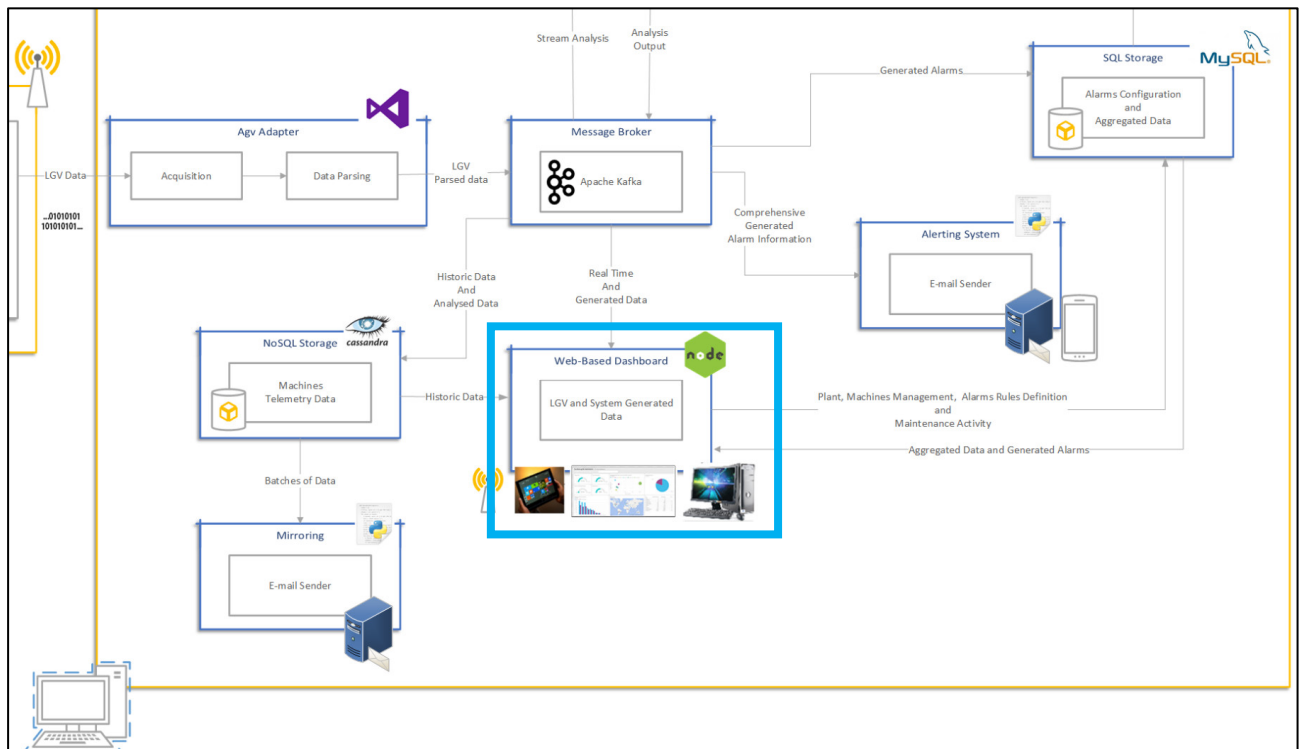 Stream Analysis
Analysis
Output
MySQL
SQL Storage
Generated Alarms
Alarms Configuration
and
Aggregated Data
Agv Adapter
Message Broker
LGV Data
Acquisition
Data Parsing
LGV
Parsed data
Apache Kafka
...01010101
101010101...
Comprehensive
Generated
Alarm Information
Alerting System
E-mail Sender
Historic Data
And
Analysed Data
Real Time
And
Generated Data
NoSQL Storage
cassandra
Machines
Telemetry Data
Historic Data
Web-Based Dashboard
node
LGV and System Generated
Data
Plant, Machines Management, Alarms Rules Definition
and
Maintenance Activity
Aggregated Data and Generated Alarms
Batches of Data
Mirroring
E-mail Sender